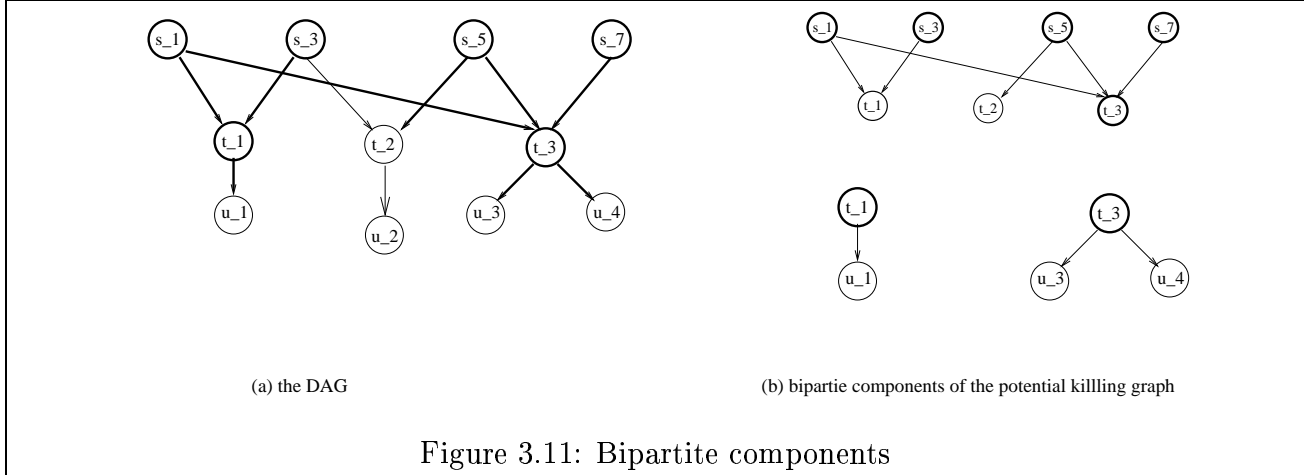 s_1 s_3 s_5 s_7
t_1 t_2 t_3
u_1 u_2 u_3 u_4
(a) the DAG
s_1 s_3 s_5 s_7
t_1 t_2 t_3
t_1 t_3
u_1 u_3 u_4
(b) bipartie components of the potential killling graph
Figure 3.11: Bipartite components